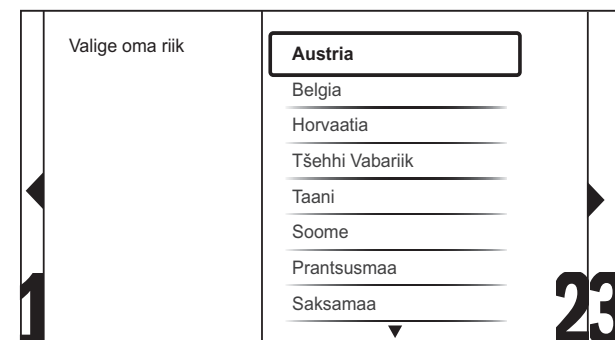 Valige oma riik
Austria
Belgia
Horvaatia
Tšehhi Vabariik
Taani
Soome
Prantsusmaa
Saksamaa
1
23